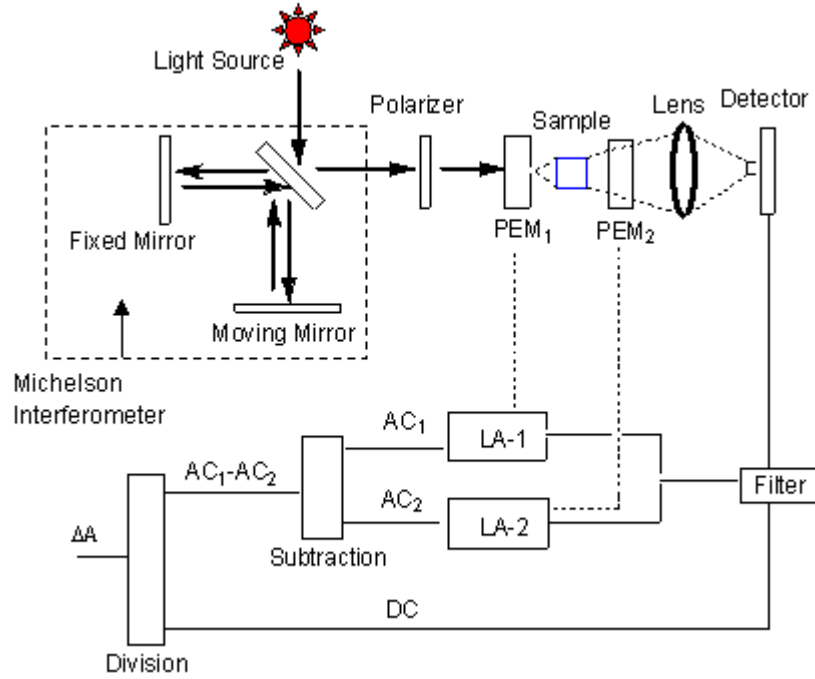 Light Source
Polarizer
Sample
Lens
Detector
Fixed Mirror
PEM₁
PEM₂
Moving Mirror
Michelson
Interferometer
AC₁
LA-1
AC₁-AC₂
Filter
AC₂
LA-2
ΔA
Subtraction
DC
Division